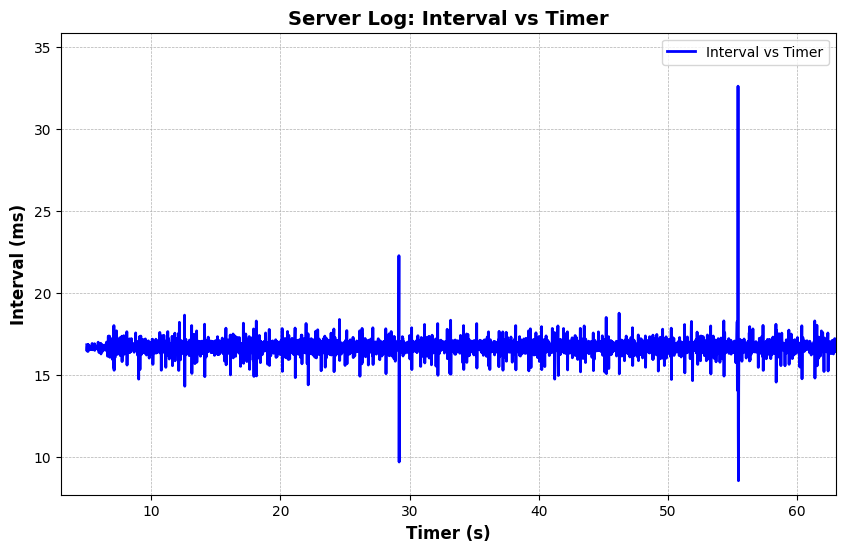 Server Log: Interval vs Timer
Interval vs Timer
35
30
25
20
15
10
Interval (ms)
10 20 30 40 50 60
Timer (s)